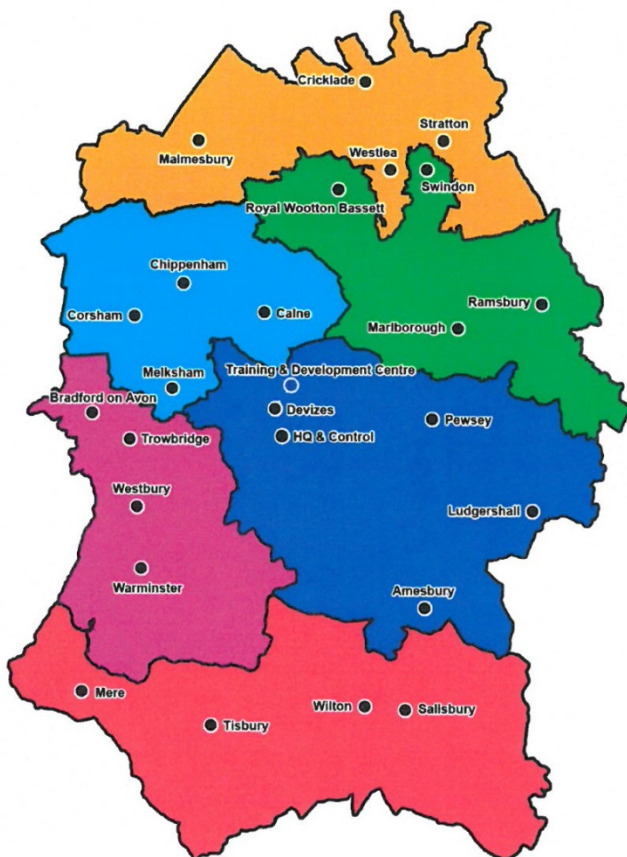 Cricklade
Stratton
Malmesbury
Westlea
Swindon
Royal Wootton Bassett
Chippenham
Ramsbury
Corsham
Calne
Marlborough
Training & Development Centre
Melksham
Bradford on Avon
Devizes
Pewsey
Trowbridge
HQ & Control
Westbury
Ludgershall
Warminster
Amesbury
Mere
Wilton
Salisbury
Tisbury